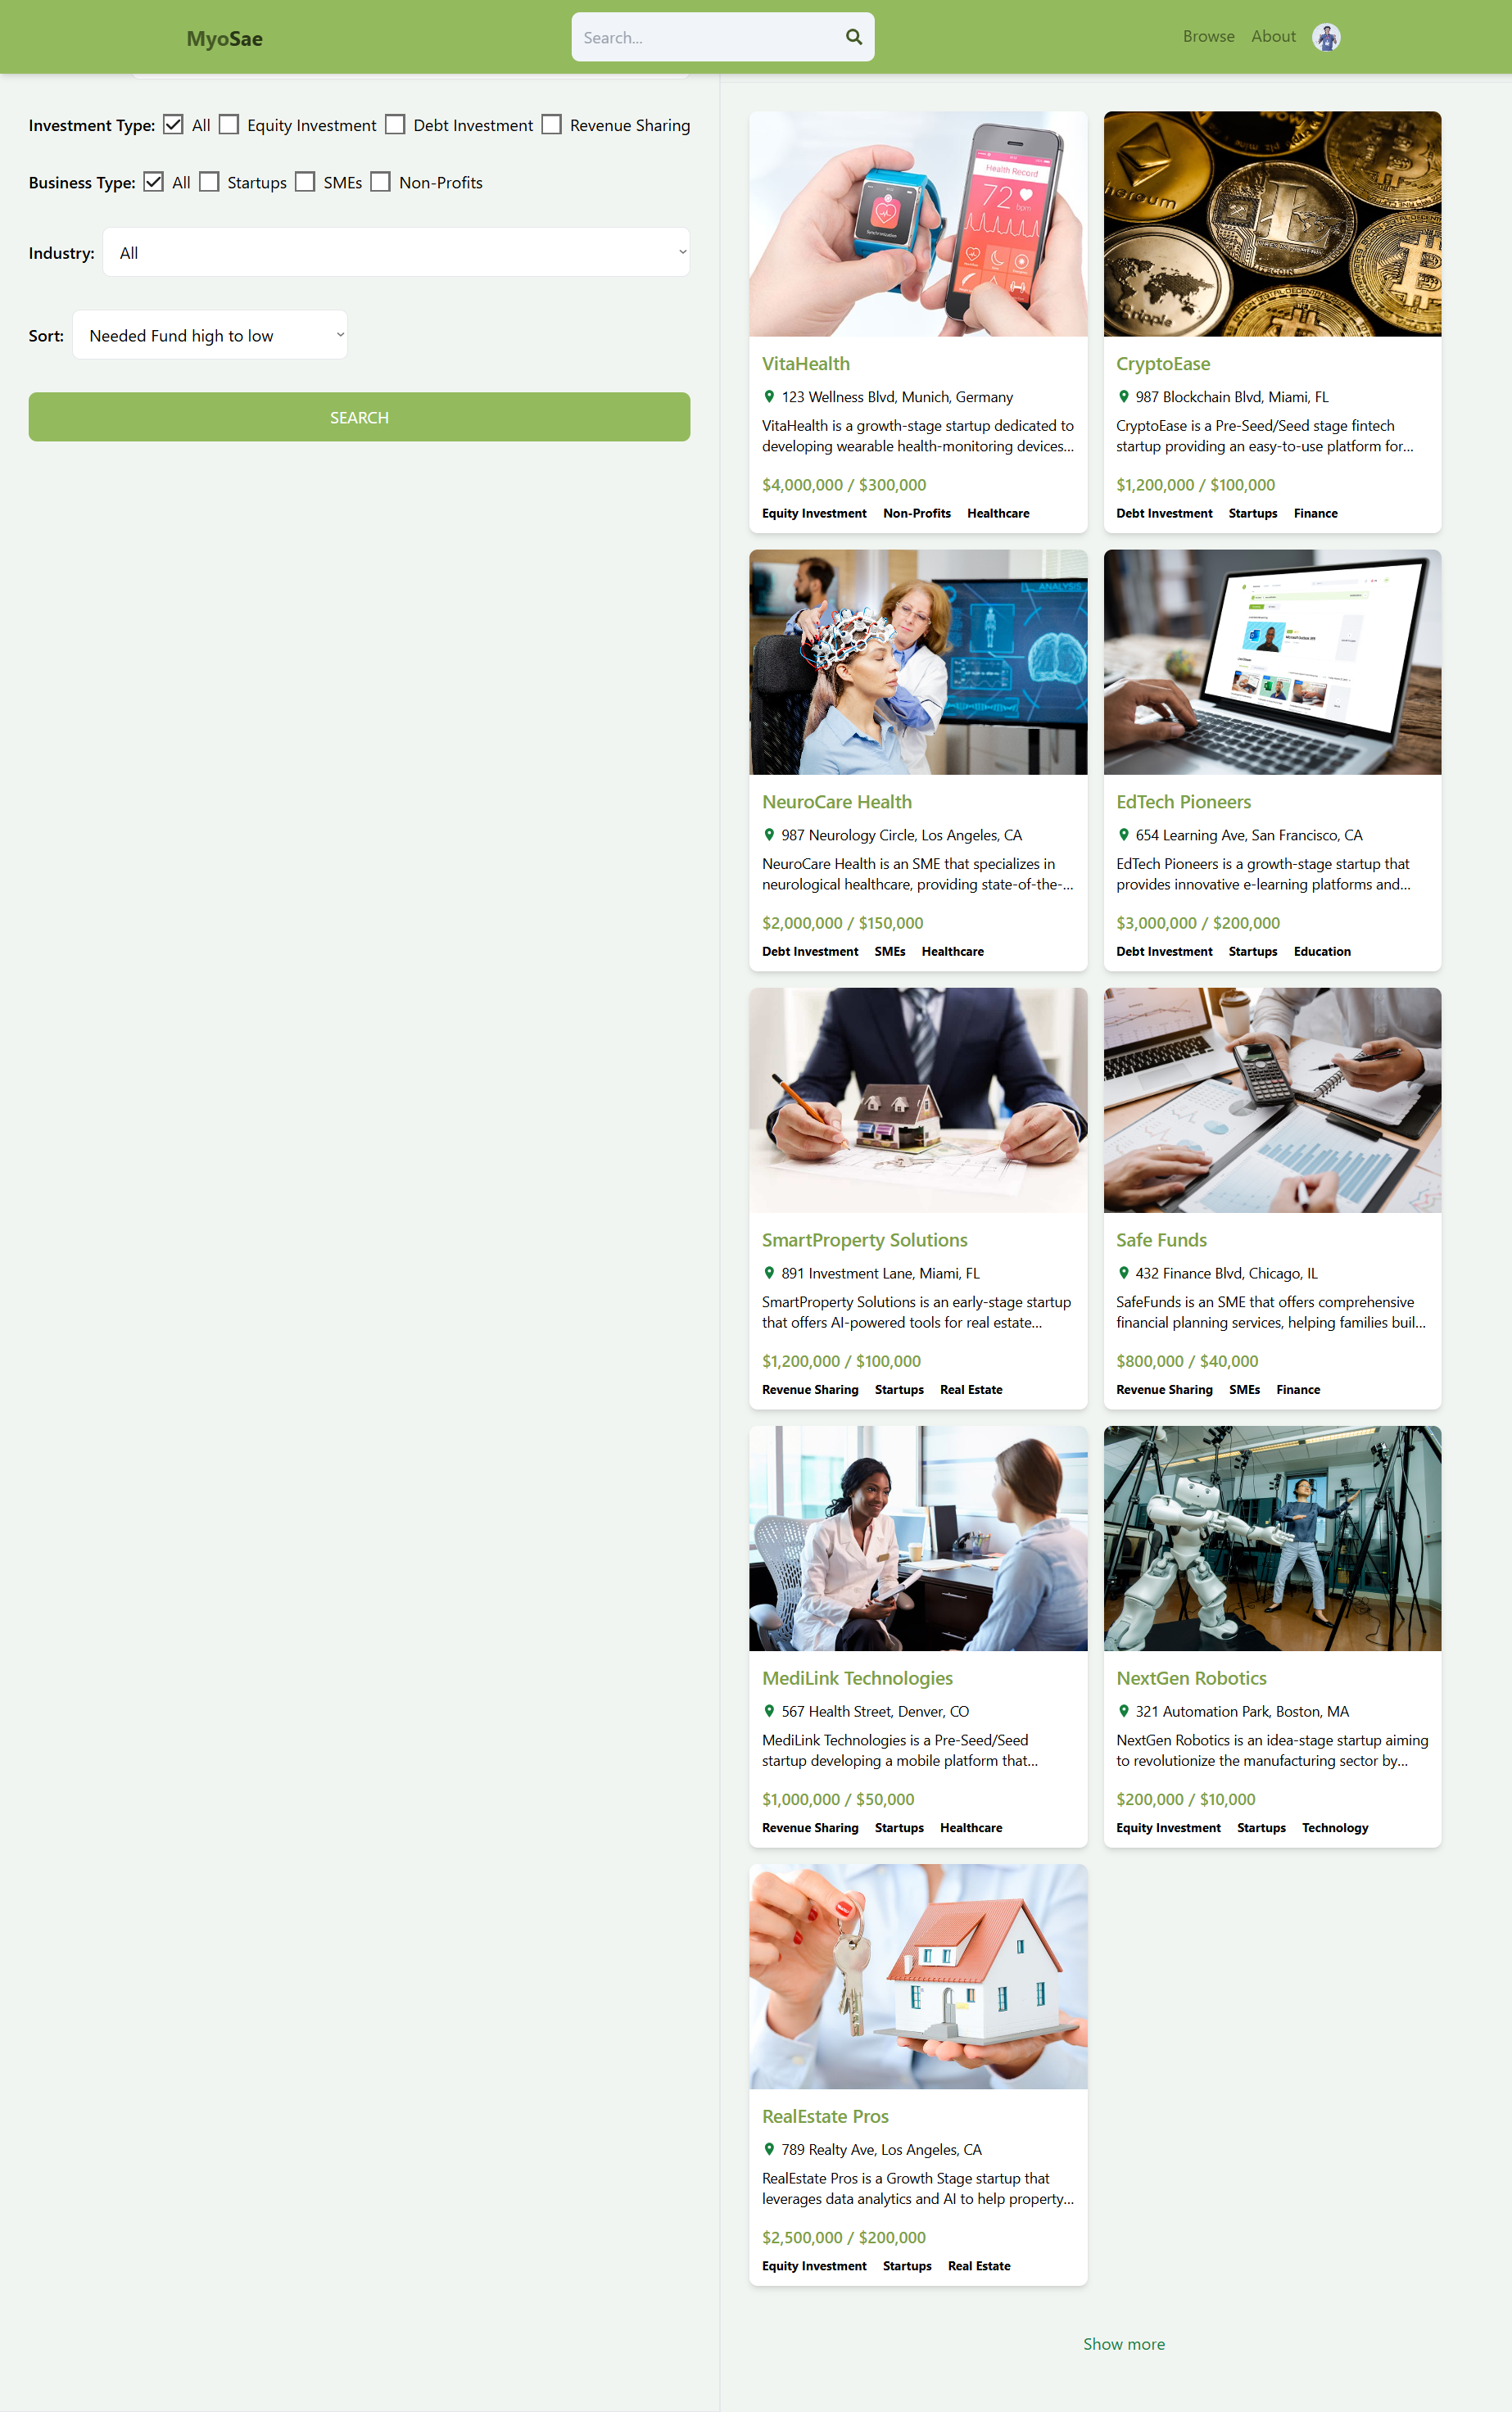 MyoSae
Search...
Browse About
Investment Type: All Equity Investment Debt Investment Revenue Sharing
Business Type: All Startups SMEs Non-Profits
Industry: All
Sort: Needed Fund high to low
SEARCH
Health Record
72 bpm
VitaHealth
123 Wellness Blvd, Munich, Germany
VitaHealth is a growth-stage startup dedicated to
developing wearable health-monitoring devices...
$4,000,000 / $300,000
Equity Investment Non-Profits Healthcare
CryptoEase
987 Blockchain Blvd, Miami, FL
CryptoEase is a Pre-Seed/Seed stage fintech
startup providing an easy-to-use platform for...
$1,200,000 / $100,000
Debt Investment Startups Finance
ANALYSIS
NeuroCare Health
987 Neurology Circle, Los Angeles, CA
NeuroCare Health is an SME that specializes in
neurological healthcare, providing state-of-the-...
$2,000,000 / $150,000
Debt Investment SMEs Healthcare
EdTech Pioneers
654 Learning Ave, San Francisco, CA
EdTech Pioneers is a growth-stage startup that
provides innovative e-learning platforms and...
$3,000,000 / $200,000
Debt Investment Startups Education
SmartProperty Solutions
891 Investment Lane, Miami, FL
SmartProperty Solutions is an early-stage startup
that offers AI-powered tools for real estate...
$1,200,000 / $100,000
Revenue Sharing Startups Real Estate
Safe Funds
432 Finance Blvd, Chicago, IL
SafeFunds is an SME that offers comprehensive
financial planning services, helping families buil...
$800,000 / $40,000
Revenue Sharing SMEs Finance
MediLink Technologies
567 Health Street, Denver, CO
MediLink Technologies is a Pre-Seed/Seed
startup developing a mobile platform that...
$1,000,000 / $50,000
Revenue Sharing Startups Healthcare
NextGen Robotics
321 Automation Park, Boston, MA
NextGen Robotics is an idea-stage startup aiming
to revolutionize the manufacturing sector by...
$200,000 / $10,000
Equity Investment Startups Technology
RealEstate Pros
789 Realty Ave, Los Angeles, CA
RealEstate Pros is a Growth Stage startup that
leverages data analytics and AI to help property...
$2,500,000 / $200,000
Equity Investment Startups Real Estate
Show more